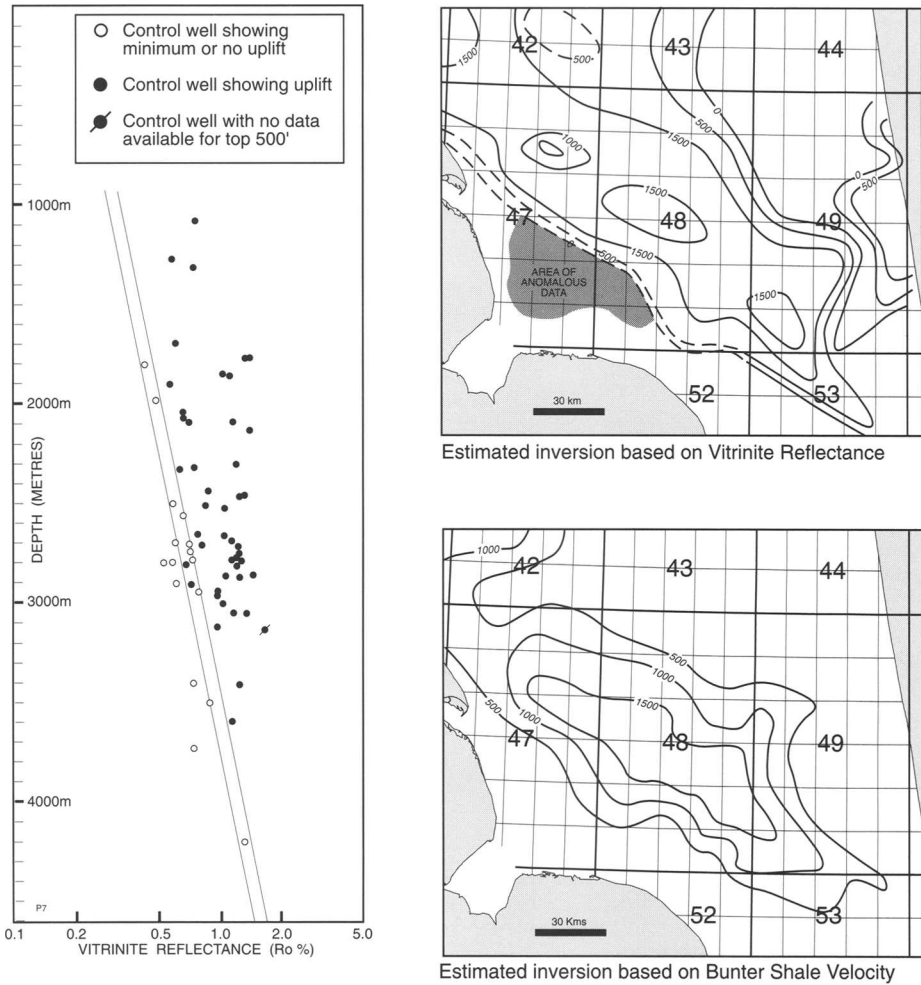 Control well showing
minimum or no uplift
Control well showing uplift
Control well with no data
available for top 500'
1000m
2000m
3000m
4000m
DEPTH (METRES)
P7
0.1
0.2
0.5
1.0
2.0
5.0
VITRINITE REFLECTANCE (Ro %)
42
43
44
1500
500'
0
500
1500
1000
0
500
1500
47
48
49
0
500
1500
AREA OF
ANOMALOUS
DATA
1500
52
53
30 km
Estimated inversion based on Vitrinite Reflectance
1000
42
43
44
500
1000
500
1500
1000
47
48
49
52
53
30 Kms
Estimated inversion based on Bunter Shale Velocity